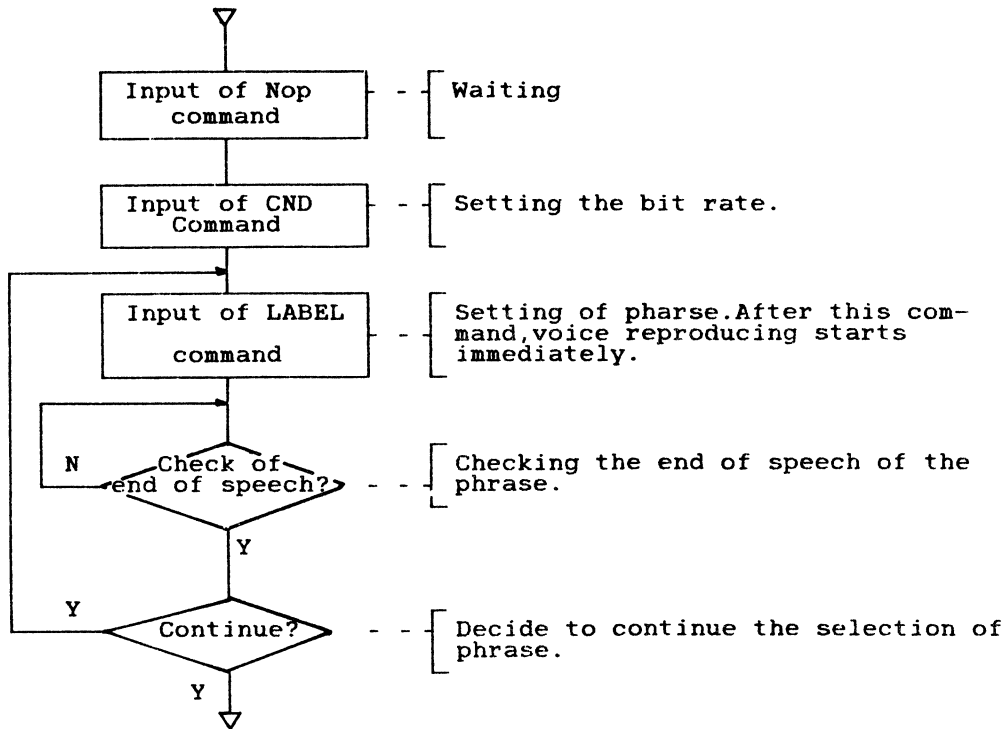 Input of Nop
command
Waiting
Input of CND
Command
Setting the bit rate.
Input of LABEL
command
Setting of pharse.After this com-
mand,voice reproducing starts
immediately.
N
Check of
end of speech?
Checking the end of speech of the
phrase.
Y
Y
Continue?
Decide to continue the selection of
phrase.
Y